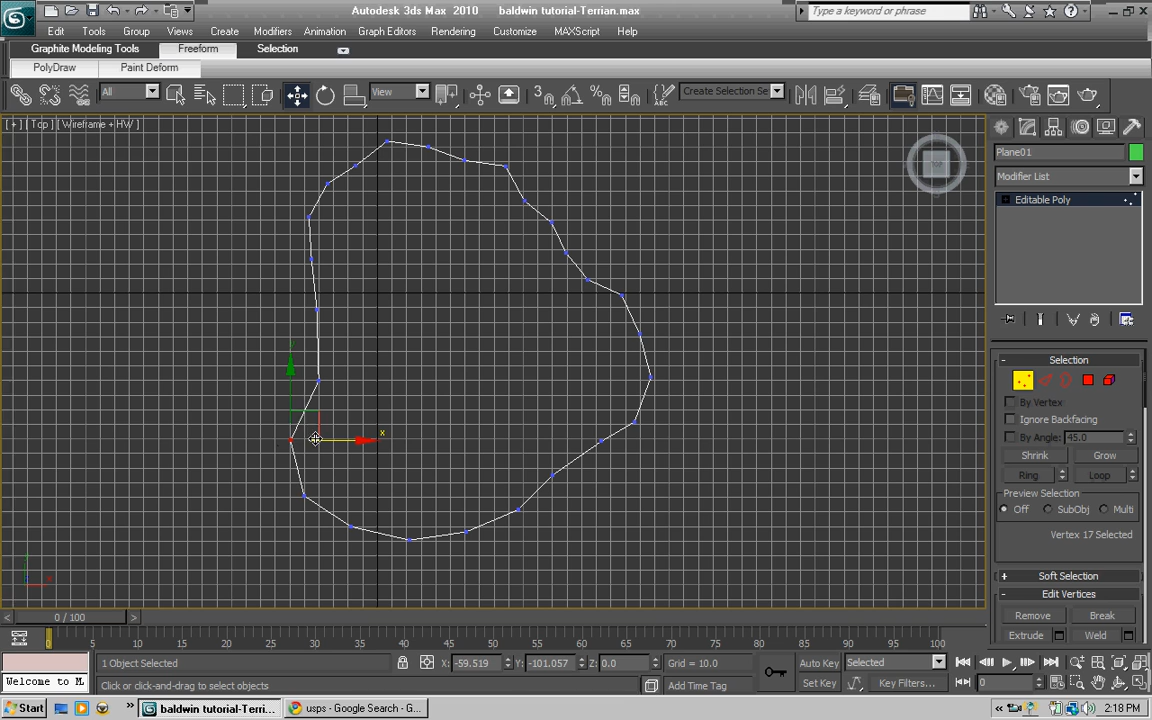 Autodesk 3ds Max 2010 baldwin tutorial-Terrian.max
Type a keyword or phrase
Edit Tools Group Views Create Modifiers Animation Graph Editors Rendering Customize MAXScript Help
Graphite Modeling Tools Freeform Selection
PolyDraw Paint Deform
All View 3 Create Selection Se
[ + ] [ Top ] [ Wireframe + HW ]
TOP
Plane01
Modifier List
Editable Poly
Selection
By Vertex
Ignore Backfacing
By Angle: 45.0
Shrink Grow
Ring Loop
Preview Selection
Off SubObj Multi
Vertex 17 Selected
Soft Selection
Edit Vertices
Remove Break
Extrude Weld
x
0 / 100
0 5 10 15 20 25 30 35 40 45 50 55 60 65 70 75 80 85 90 95 100
1 Object Selected X: -59.519 Y: -101.057 Z: 0.0 Grid = 10.0 Auto Key Selected
Welcome to M Click or click-and-drag to select objects Add Time Tag Set Key Key Filters... 0
Start baldwin tutorial-Terri... usps - Google Search - G... 2:18 PM